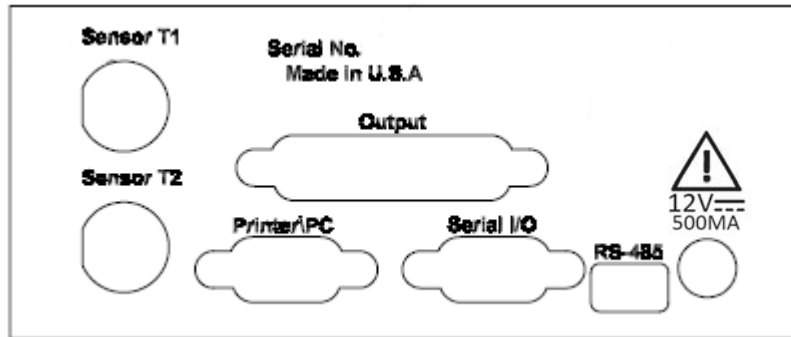 Sensor T1
Serial No.
Made in U.S.A
Output
Sensor T2
!
12V
500MA
Printer\PC
Serial I/O
RS-485